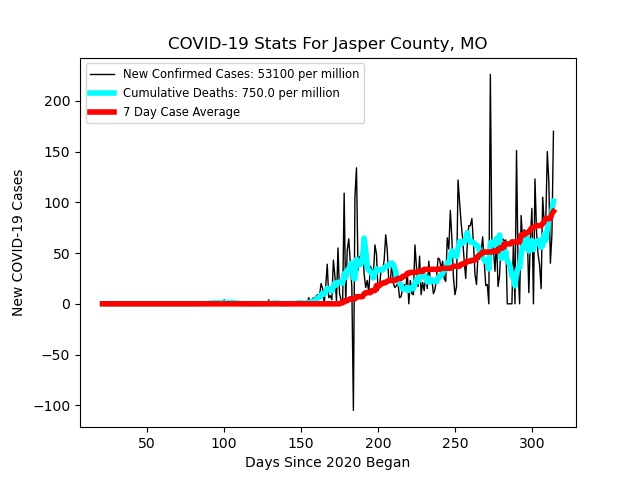 COVID-19 Stats For Jasper County, MO
New Confirmed Cases: 53100 per million
Cumulative Deaths: 750.0 per million
7 Day Case Average
New COVID-19 Cases
200
150
100
50
0
−50
−100
50 100 150 200 250 300
Days Since 2020 Began